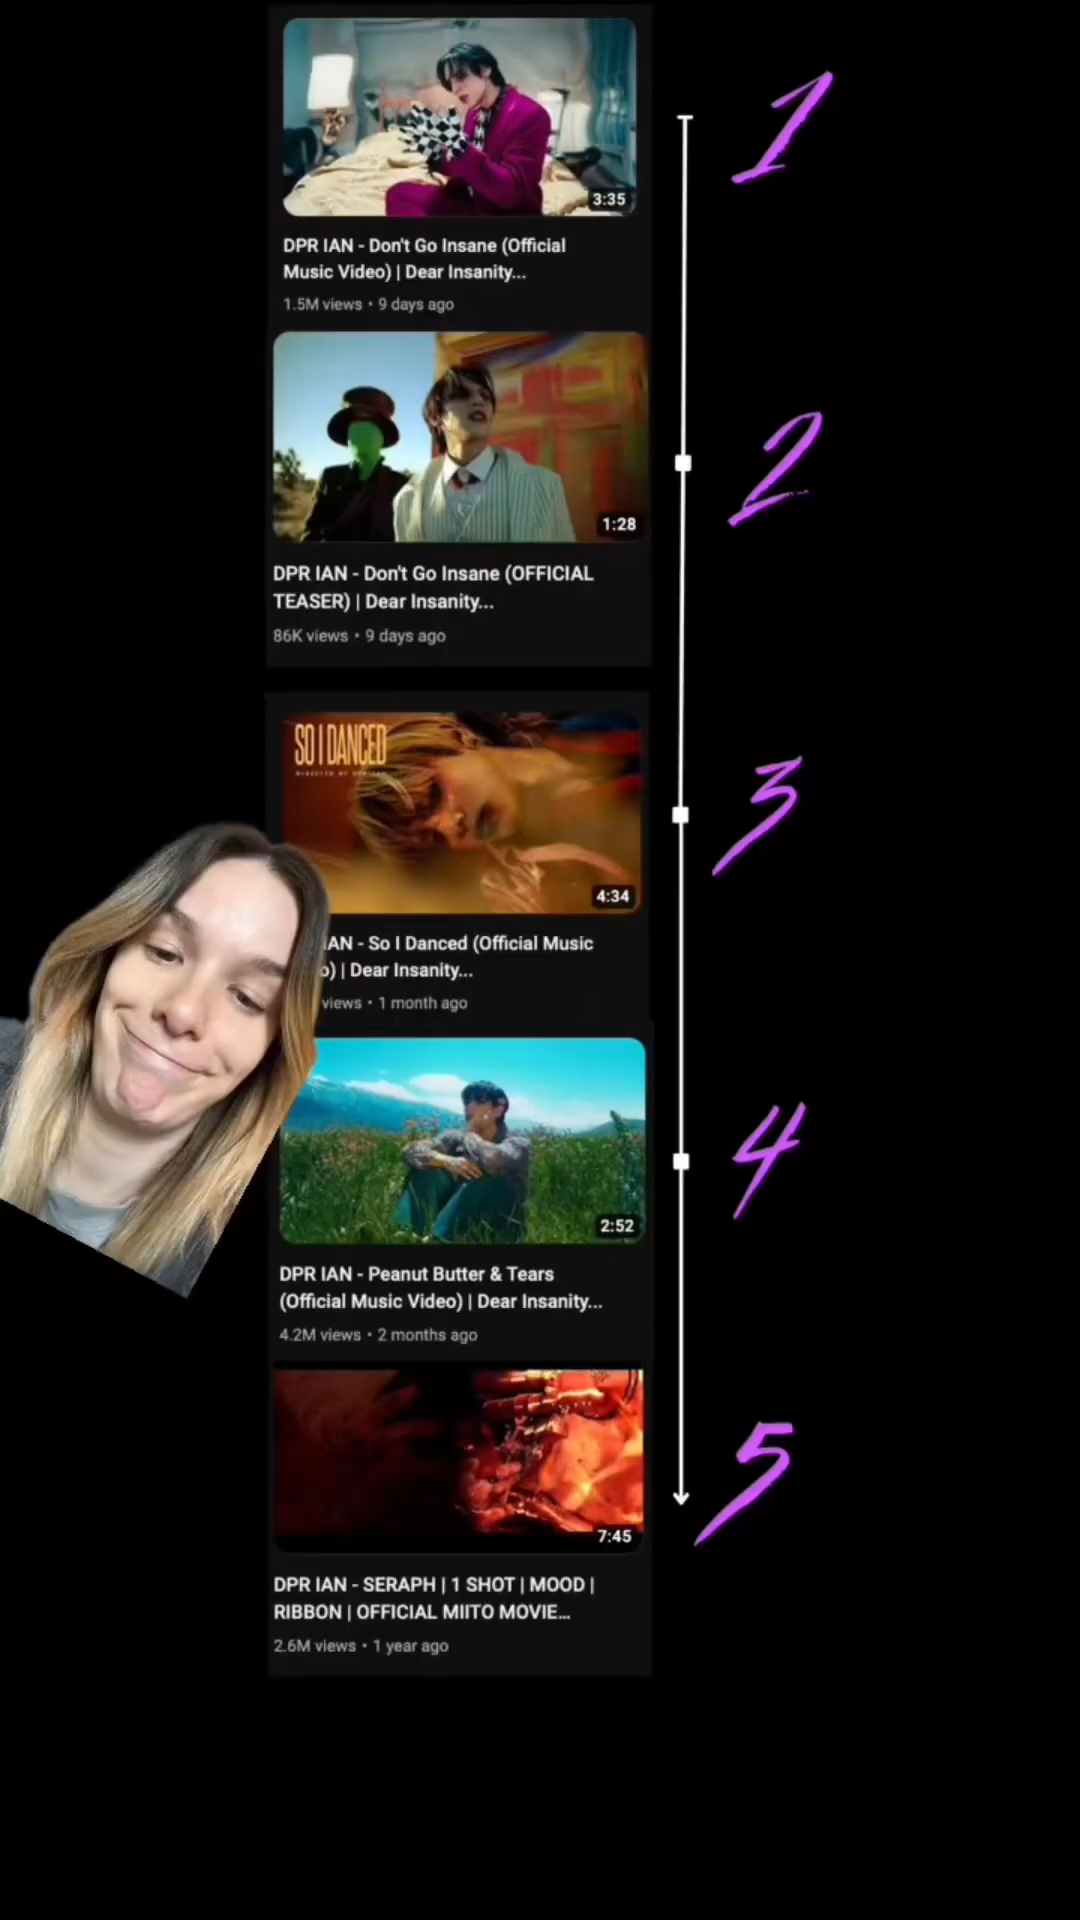 1
3:35
DPR IAN - Don't Go Insane (Official
Music Video) | Dear Insanity...
1.5M views • 9 days ago
2
1:28
DPR IAN - Don't Go Insane (OFFICIAL
TEASER) | Dear Insanity...
86K views • 9 days ago
SO I DANCED
3
4:34
IAN - So I Danced (Official Music
o) | Dear Insanity...
views • 1 month ago
4
2:52
DPR IAN - Peanut Butter & Tears
(Official Music Video) | Dear Insanity...
4.2M views • 2 months ago
5
7:45
DPR IAN - SERAPH | 1 SHOT | MOOD |
RIBBON | OFFICIAL MIITO MOVIE...
2.6M views • 1 year ago